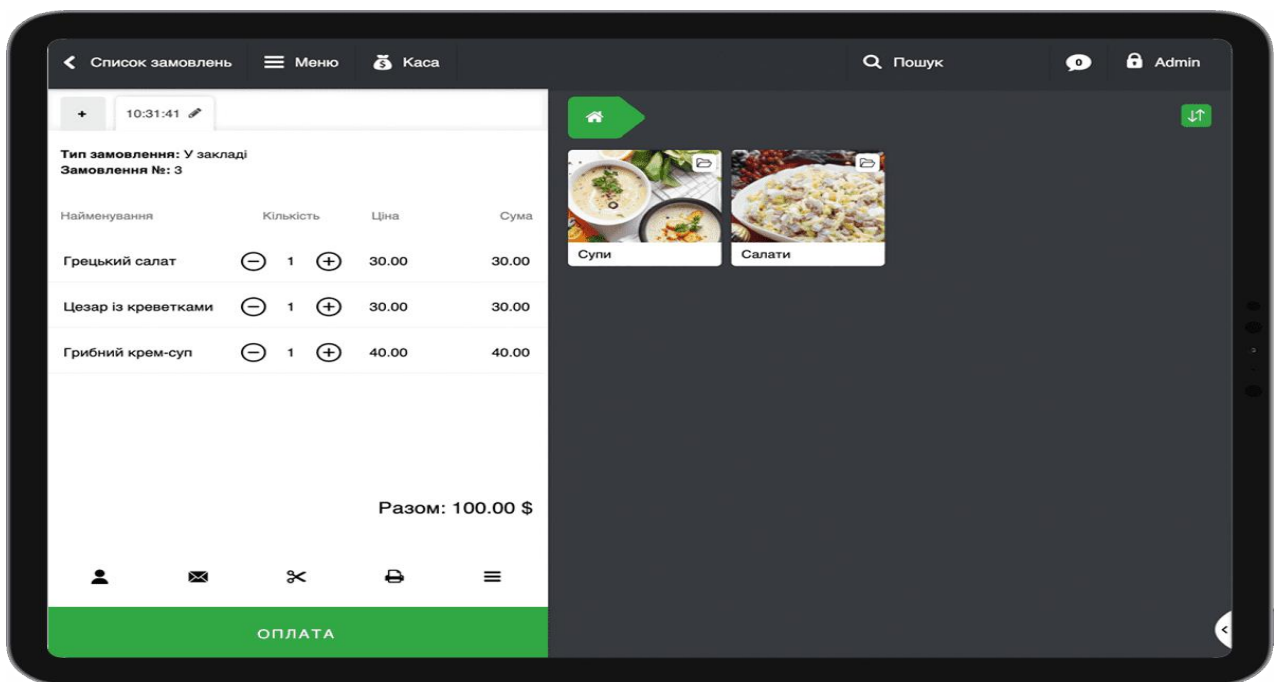 Список замовлень Меню Каса Пошук 0 Admin
+ 10:31:41
Тип замовлення: У закладі
Замовлення №: 3
Найменування Кількість Ціна Сума
Грецький салат 1 30.00 30.00
Цезар із креветками 1 30.00 30.00
Грибний крем-суп 1 40.00 40.00
Разом: 100.00 $
ОПЛАТА
Супи Салати